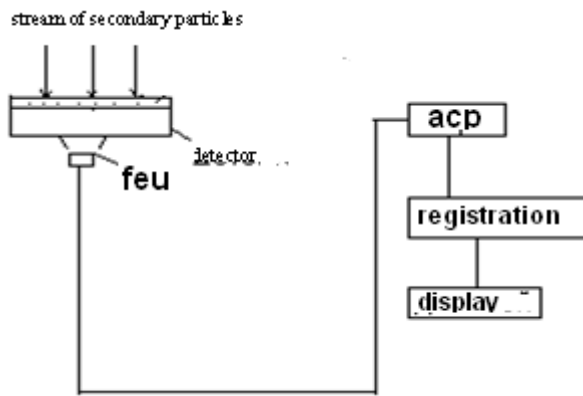 stream of secondary particles
acp
detector
feu
registration
display